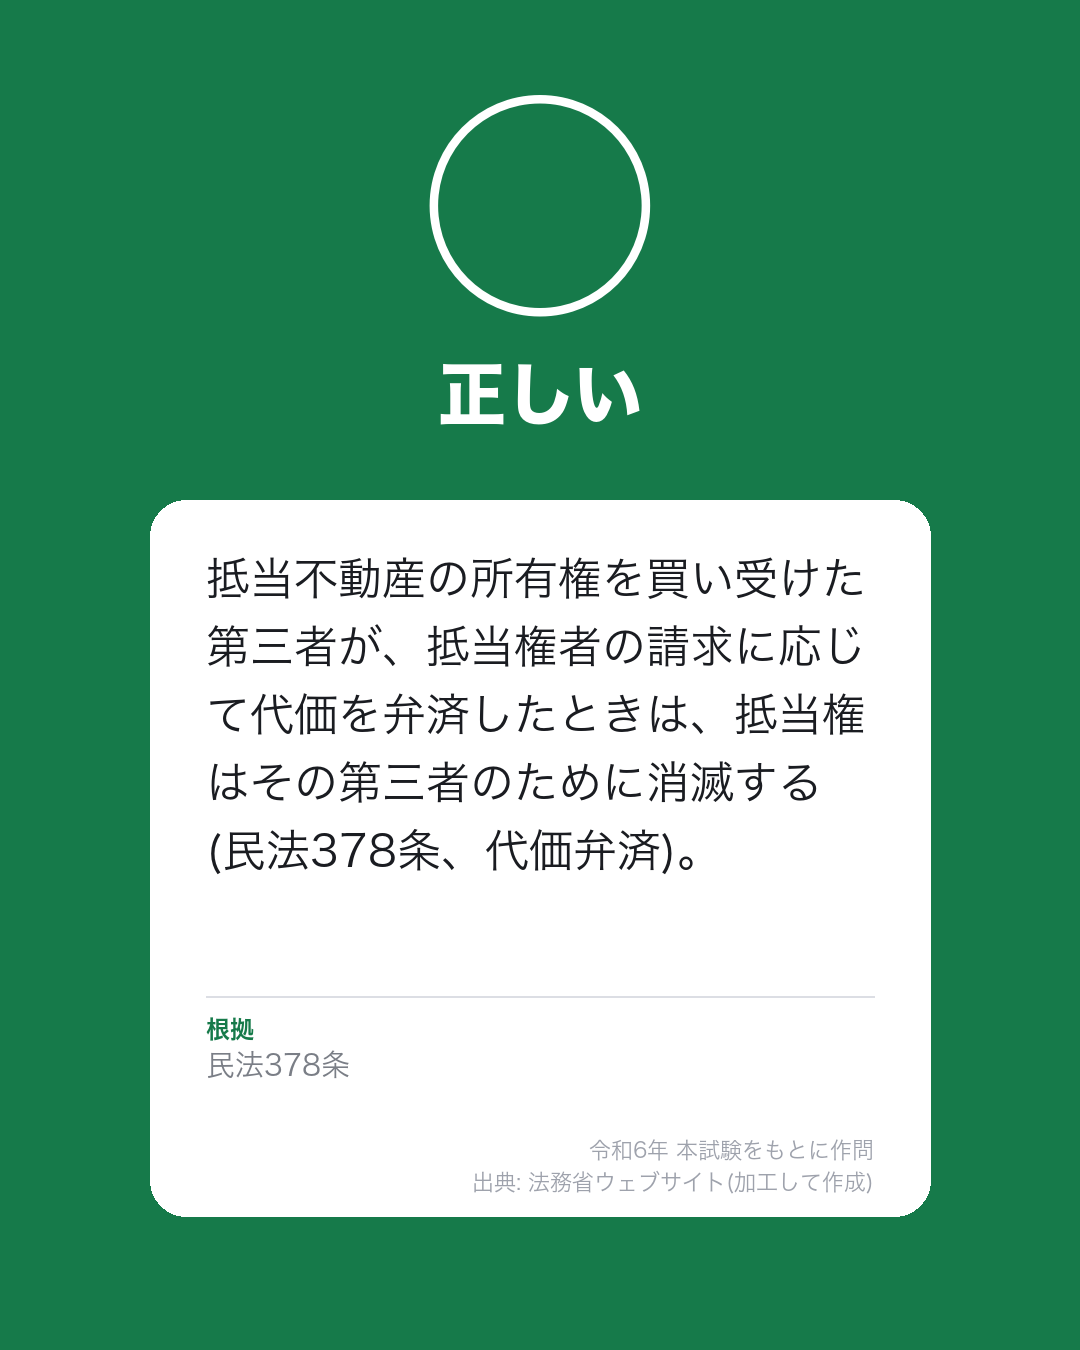 正しい
抵当不動産の所有権を買い受けた
第三者が、抵当権者の請求に応じ
て代価を弁済したときは、抵当権
はその第三者のために消滅する
(民法378条、代価弁済)。
根拠
民法378条
令和6年 本試験をもとに作問
出典: 法務省ウェブサイト(加工して作成)